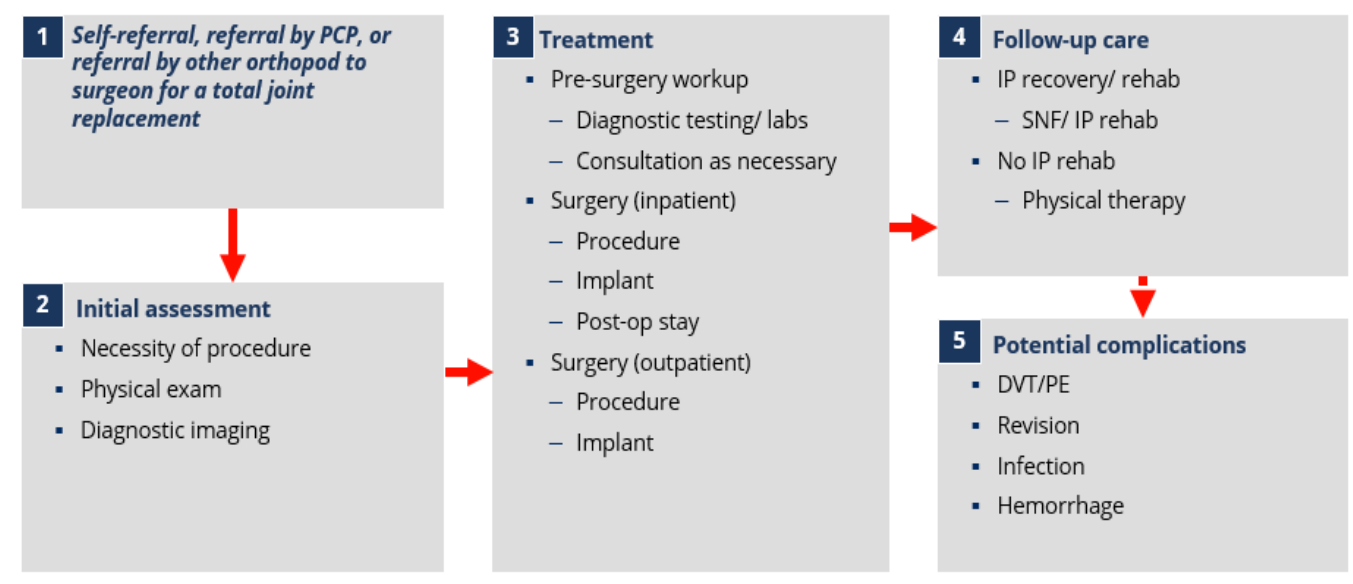 1
Self-referral, referral by PCP, or
referral by other orthopod to
surgeon for a total joint
replacement
2
Initial assessment
▪ Necessity of procedure
▪ Physical exam
▪ Diagnostic imaging
3
Treatment
▪ Pre-surgery workup
– Diagnostic testing/ labs
– Consultation as necessary
▪ Surgery (inpatient)
– Procedure
– Implant
– Post-op stay
▪ Surgery (outpatient)
– Procedure
– Implant
4
Follow-up care
▪ IP recovery/ rehab
– SNF/ IP rehab
▪ No IP rehab
– Physical therapy
5
Potential complications
▪ DVT/PE
▪ Revision
▪ Infection
▪ Hemorrhage